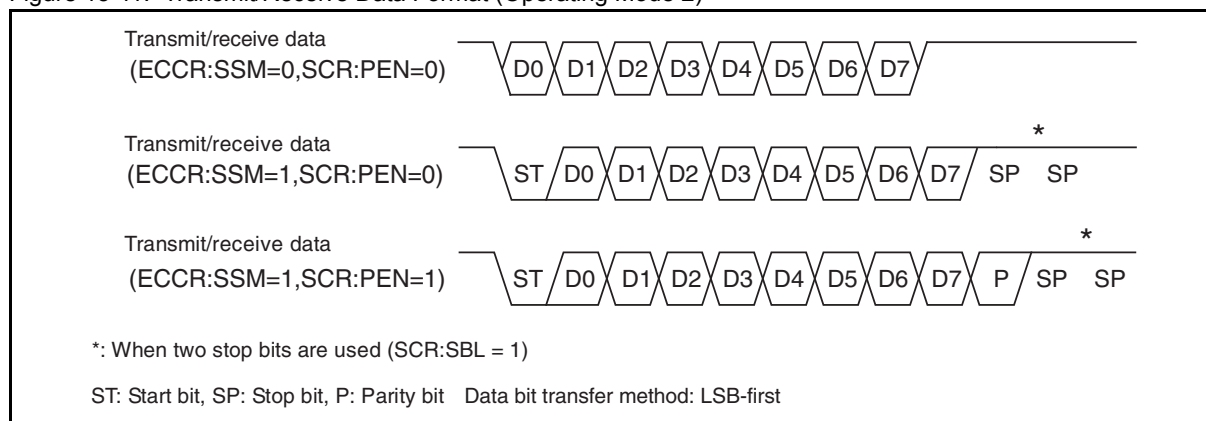 Transmit/receive data
(ECCR:SSM=0,SCR:PEN=0) D0 D1 D2 D3 D4 D5 D6 D7
*
Transmit/receive data
(ECCR:SSM=1,SCR:PEN=0) ST D0 D1 D2 D3 D4 D5 D6 D7 SP SP
*
Transmit/receive data
(ECCR:SSM=1,SCR:PEN=1) ST D0 D1 D2 D3 D4 D5 D6 D7 P SP SP
*: When two stop bits are used (SCR:SBL = 1)
ST: Start bit, SP: Stop bit, P: Parity bit Data bit transfer method: LSB-first